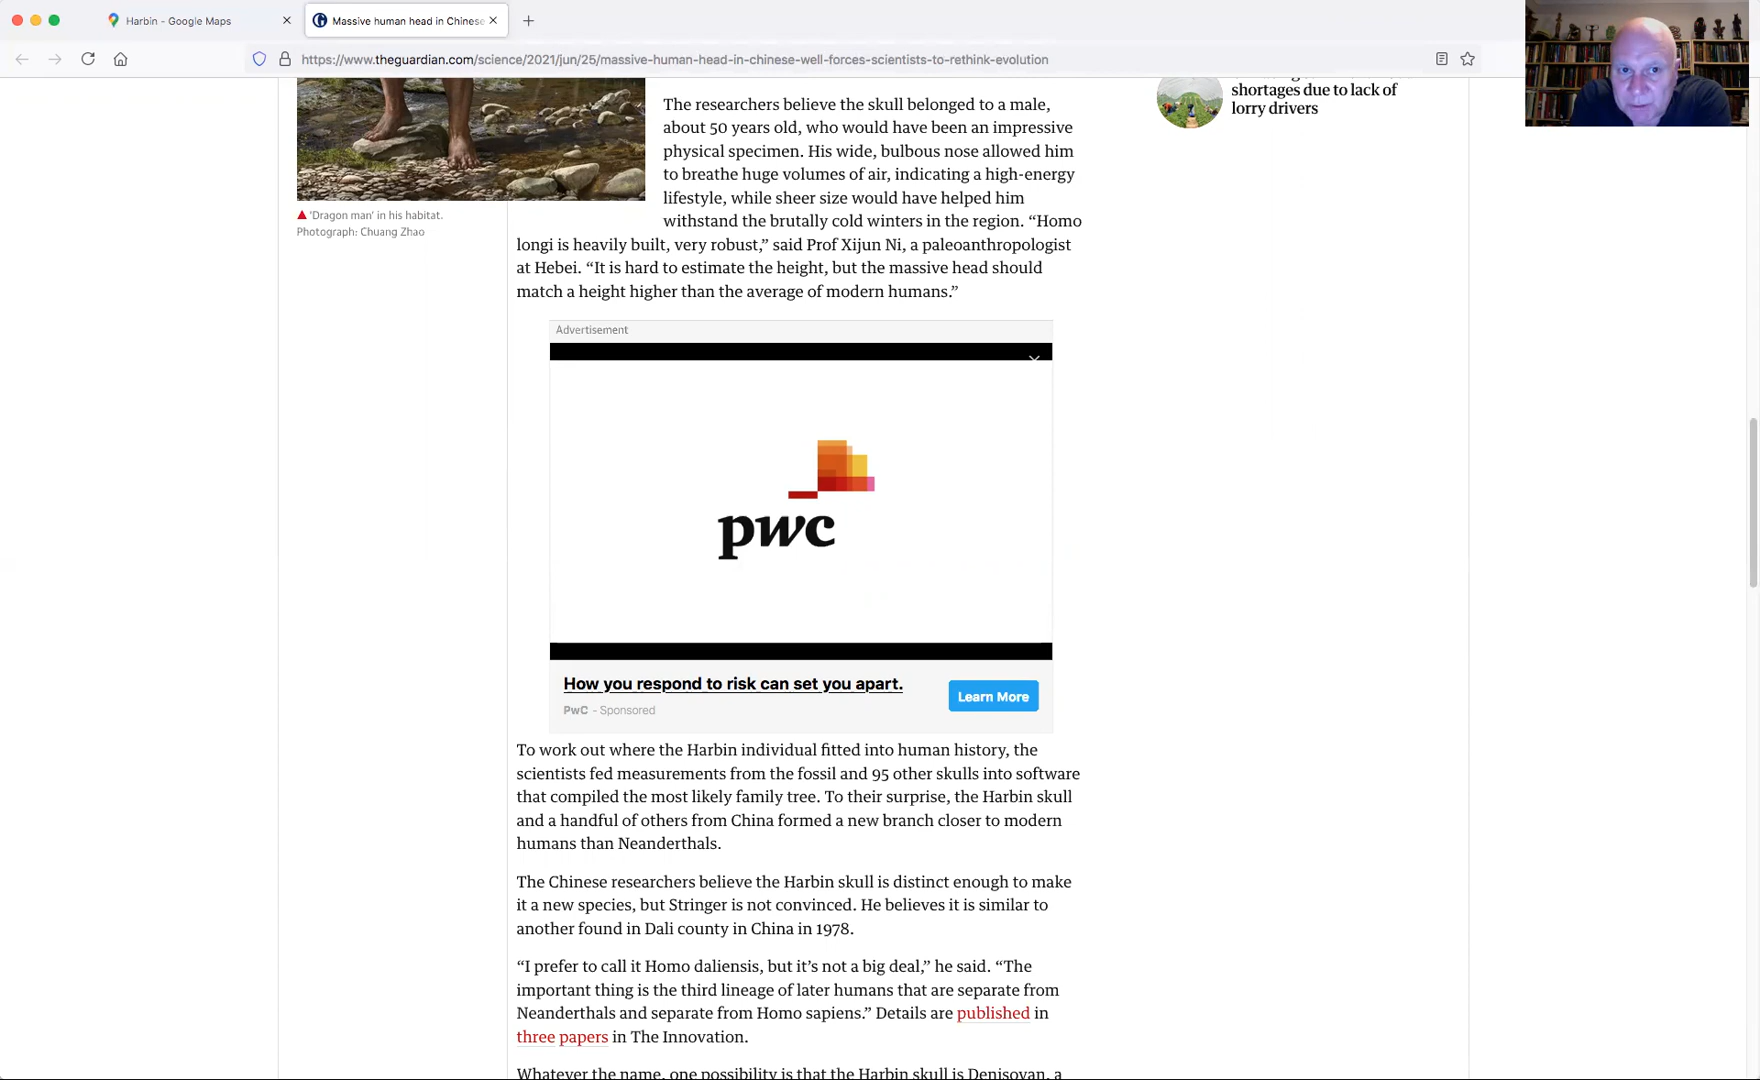 Harbin - Google Maps
Massive human head in Chinese
https://www.theguardian.com/science/2021/jun/25/massive-human-head-in-chinese-well-forces-scientists-to-rethink-evolution
shortages due to lack of
lorry drivers
'Dragon man' in his habitat.
Photograph: Chuang Zhao
The researchers believe the skull belonged to a male,
about 50 years old, who would have been an impressive
physical specimen. His wide, bulbous nose allowed him
to breathe huge volumes of air, indicating a high-energy
lifestyle, while sheer size would have helped him
withstand the brutally cold winters in the region. “Homo
longi is heavily built, very robust,” said Prof Xijun Ni, a paleoanthropologist
at Hebei. “It is hard to estimate the height, but the massive head should
match a height higher than the average of modern humans.”
Advertisement
pwc
How you respond to risk can set you apart.
PwC - Sponsored
Learn More
To work out where the Harbin individual fitted into human history, the
scientists fed measurements from the fossil and 95 other skulls into software
that compiled the most likely family tree. To their surprise, the Harbin skull
and a handful of others from China formed a new branch closer to modern
humans than Neanderthals.
The Chinese researchers believe the Harbin skull is distinct enough to make
it a new species, but Stringer is not convinced. He believes it is similar to
another found in Dali county in China in 1978.
“I prefer to call it Homo daliensis, but it’s not a big deal,” he said. “The
important thing is the third lineage of later humans that are separate from
Neanderthals and separate from Homo sapiens.” Details are published in
three papers in The Innovation.
Whatever the name, one possibility is that the Harbin skull is Denisovan, a